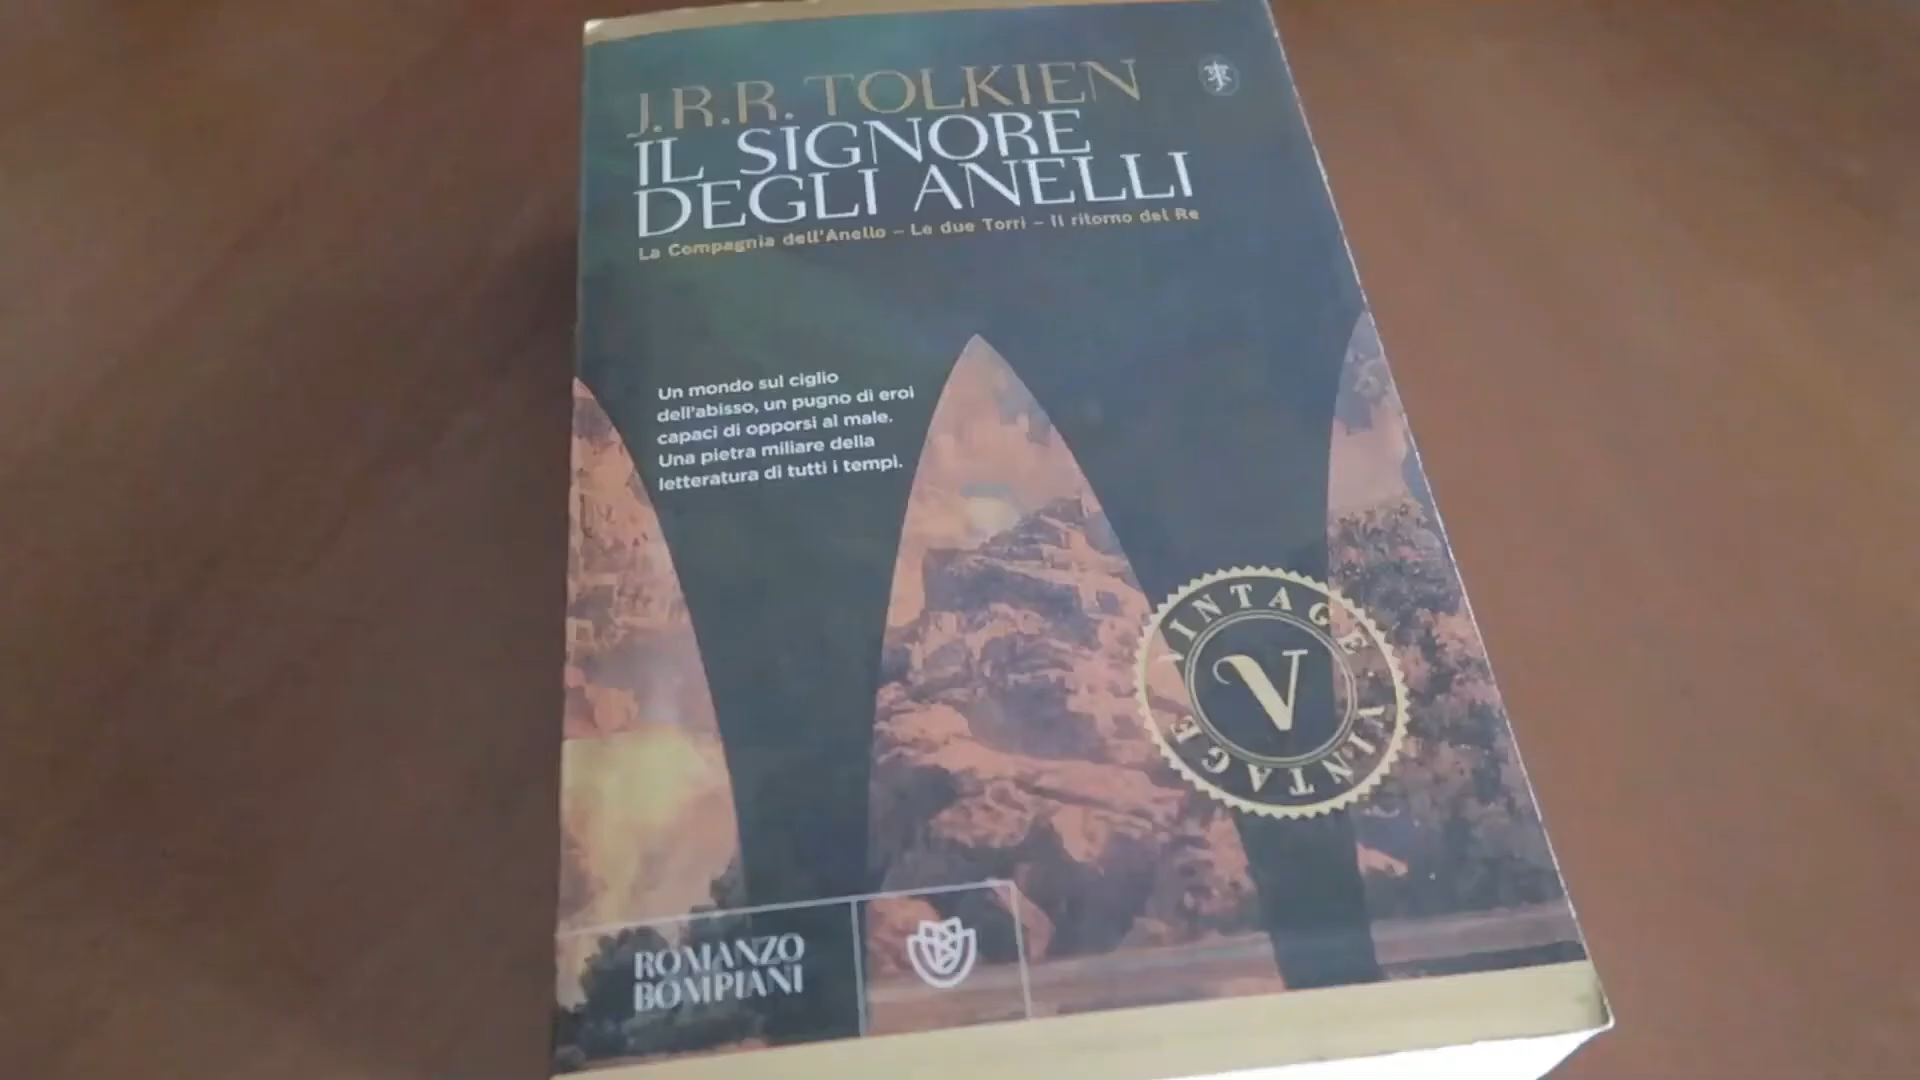 J.R.R. TOLKIEN
IL SIGNORE
DEGLI ANELLI
La Compagnia dell'Anello – Le due Torri – Il ritorno del Re
Un mondo sul ciglio
dell'abisso, un pugno di eroi
capaci di opporsi al male.
Una pietra miliare della
letteratura di tutti i tempi.
VINTAGE · VINTAGE
V
ROMANZO
BOMPIANI